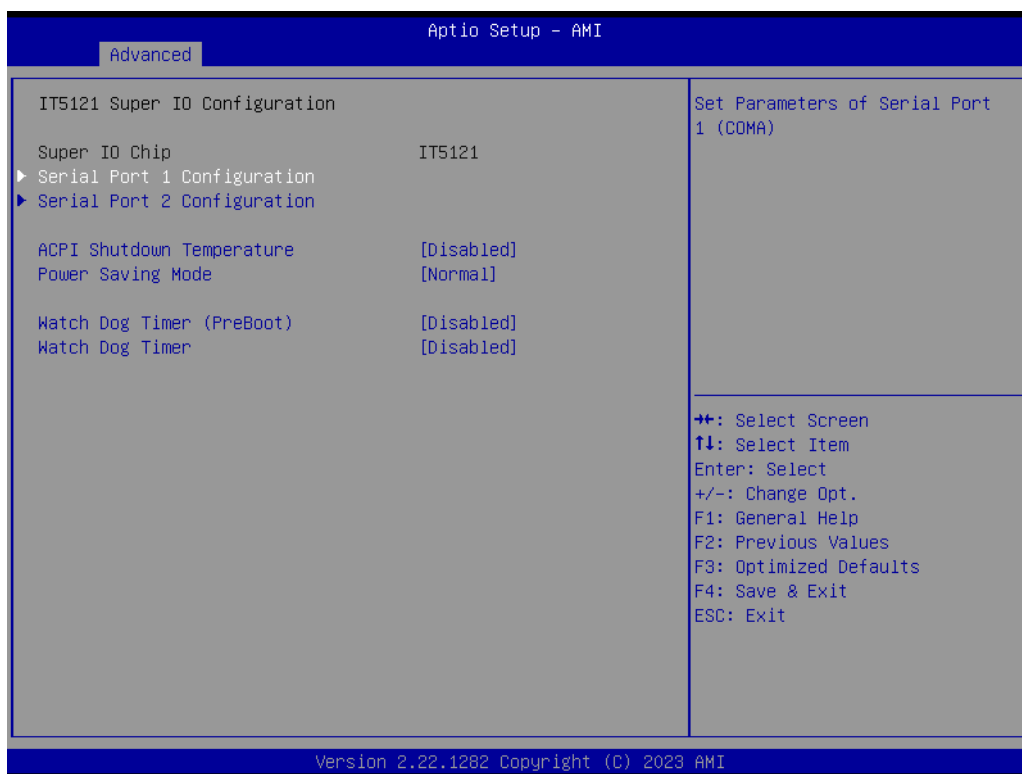 Aptio Setup - AMI
Advanced
IT5121 Super IO Configuration
Super IO Chip IT5121
Serial Port 1 Configuration
Serial Port 2 Configuration
ACPI Shutdown Temperature [Disabled]
Power Saving Mode [Normal]
Watch Dog Timer (PreBoot) [Disabled]
Watch Dog Timer [Disabled]
Set Parameters of Serial Port
1 (COMA)
→←: Select Screen
↑↓: Select Item
Enter: Select
+/-: Change Opt.
F1: General Help
F2: Previous Values
F3: Optimized Defaults
F4: Save & Exit
ESC: Exit
Version 2.22.1282 Copyright (C) 2023 AMI